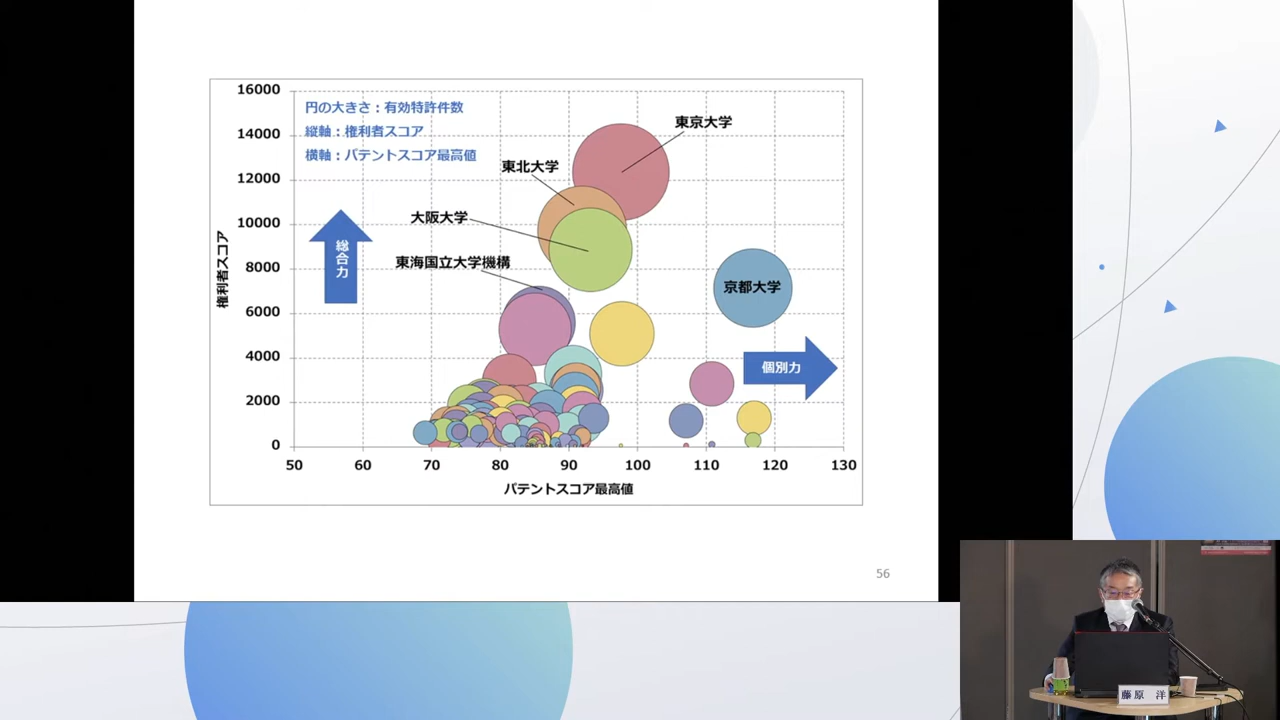 16000
14000
12000
10000
8000
6000
4000
2000
0
50 60 70 80 90 100 110 120 130
円の大きさ：有効特許件数
縦軸：権利者スコア
横軸：パテントスコア最高値
東京大学
東北大学
大阪大学
東海国立大学機構
京都大学
総合力
個別力
権利者スコア
パテントスコア最高値
56
藤原 洋